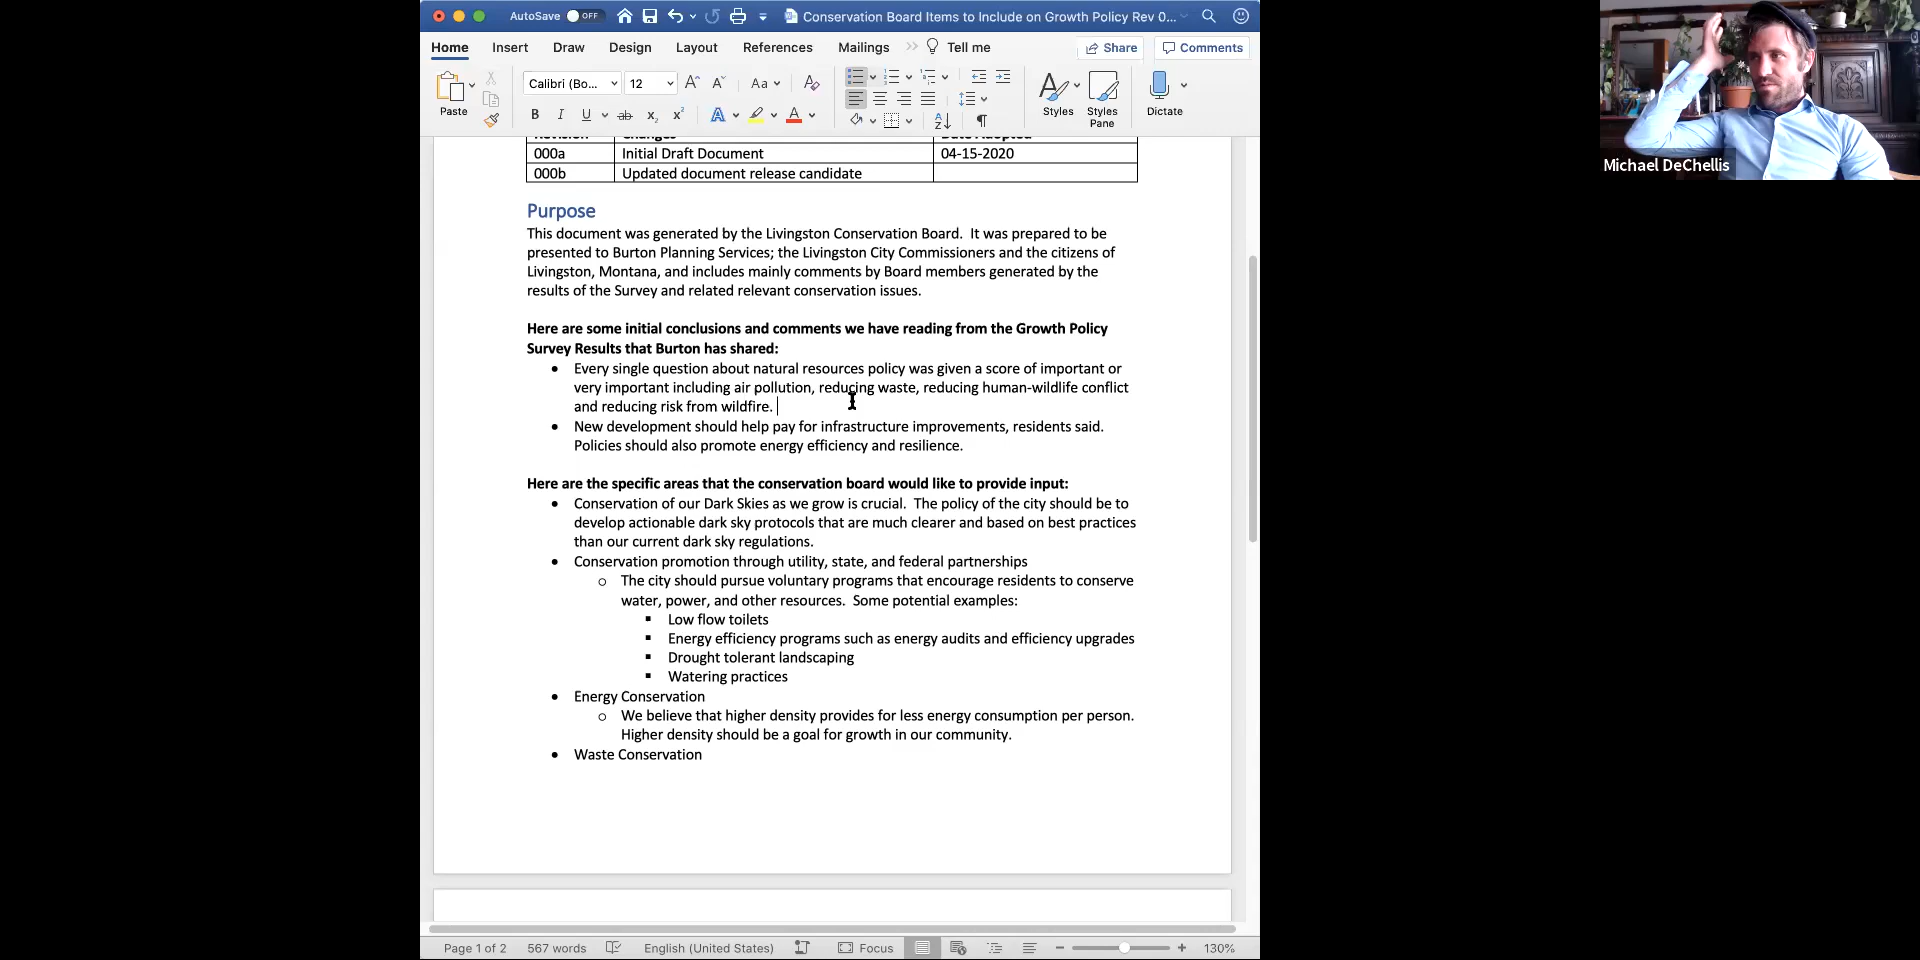 AutoSave OFF Conservation Board Items to Include on Growth Policy Rev 0...
Home Insert Draw Design Layout References Mailings Tell me Share Comments
Calibri (Bo... 12 Aa
Paste Styles Styles Pane Dictate
000a Initial Draft Document 04-15-2020
000b Updated document release candidate
Purpose
This document was generated by the Livingston Conservation Board. It was prepared to be
presented to Burton Planning Services; the Livingston City Commissioners and the citizens of
Livingston, Montana, and includes mainly comments by Board members generated by the
results of the Survey and related relevant conservation issues.
Here are some initial conclusions and comments we have reading from the Growth Policy
Survey Results that Burton has shared:
• Every single question about natural resources policy was given a score of important or
very important including air pollution, reducing waste, reducing human-wildlife conflict
and reducing risk from wildfire.
• New development should help pay for infrastructure improvements, residents said.
Policies should also promote energy efficiency and resilience.
Here are the specific areas that the conservation board would like to provide input:
• Conservation of our Dark Skies as we grow is crucial. The policy of the city should be to
develop actionable dark sky protocols that are much clearer and based on best practices
than our current dark sky regulations.
• Conservation promotion through utility, state, and federal partnerships
o The city should pursue voluntary programs that encourage residents to conserve
water, power, and other resources. Some potential examples:
▪ Low flow toilets
▪ Energy efficiency programs such as energy audits and efficiency upgrades
▪ Drought tolerant landscaping
▪ Watering practices
• Energy Conservation
o We believe that higher density provides for less energy consumption per person.
Higher density should be a goal for growth in our community.
• Waste Conservation
Page 1 of 2 567 words English (United States) Focus 130%
Michael DeChellis